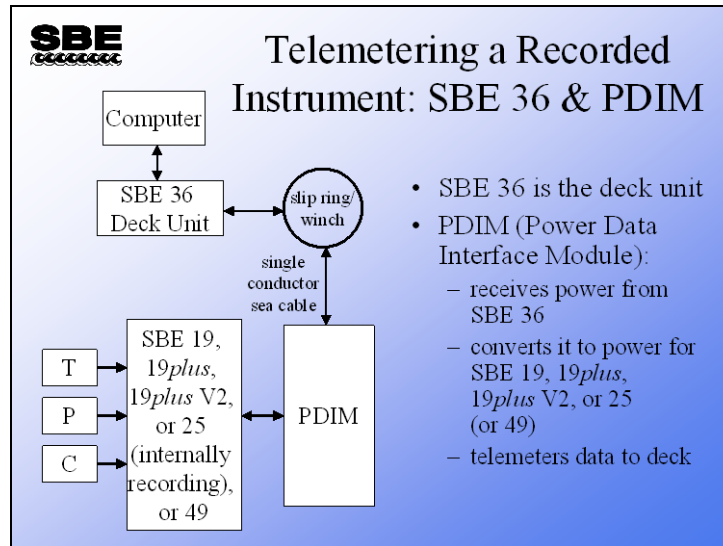 SBE
Telemetering a Recorded
Instrument: SBE 36 & PDIM
Computer
SBE 36
Deck Unit
slip ring/
winch
single
conductor
sea cable
T
P
C
SBE 19,
19plus,
19plus V2,
or 25
(internally
recording),
or 49
PDIM
• SBE 36 is the deck unit
• PDIM (Power Data
Interface Module):
– receives power from
SBE 36
– converts it to power for
SBE 19, 19plus,
19plus V2, or 25
(or 49)
– telemeters data to deck